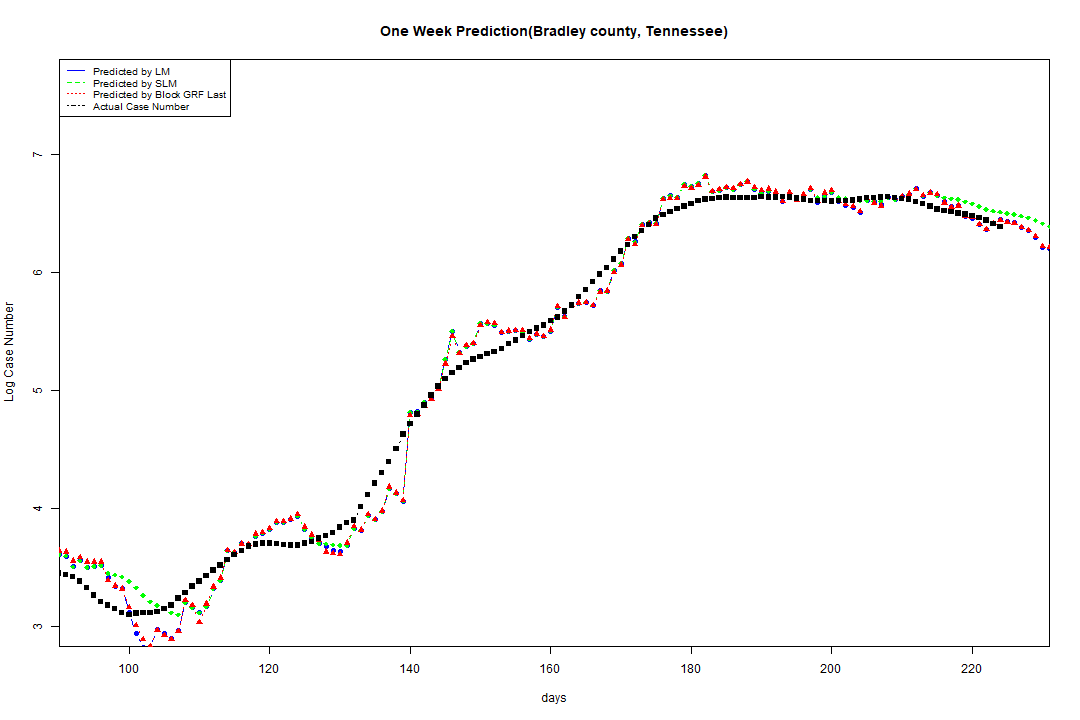 One Week Prediction(Bradley county, Tennessee)
Predicted by LM
Predicted by SLM
Predicted by Block GRF Last
Actual Case Number
7
6
5
4
3
Log Case Number
100 120 140 160 180 200 220
days